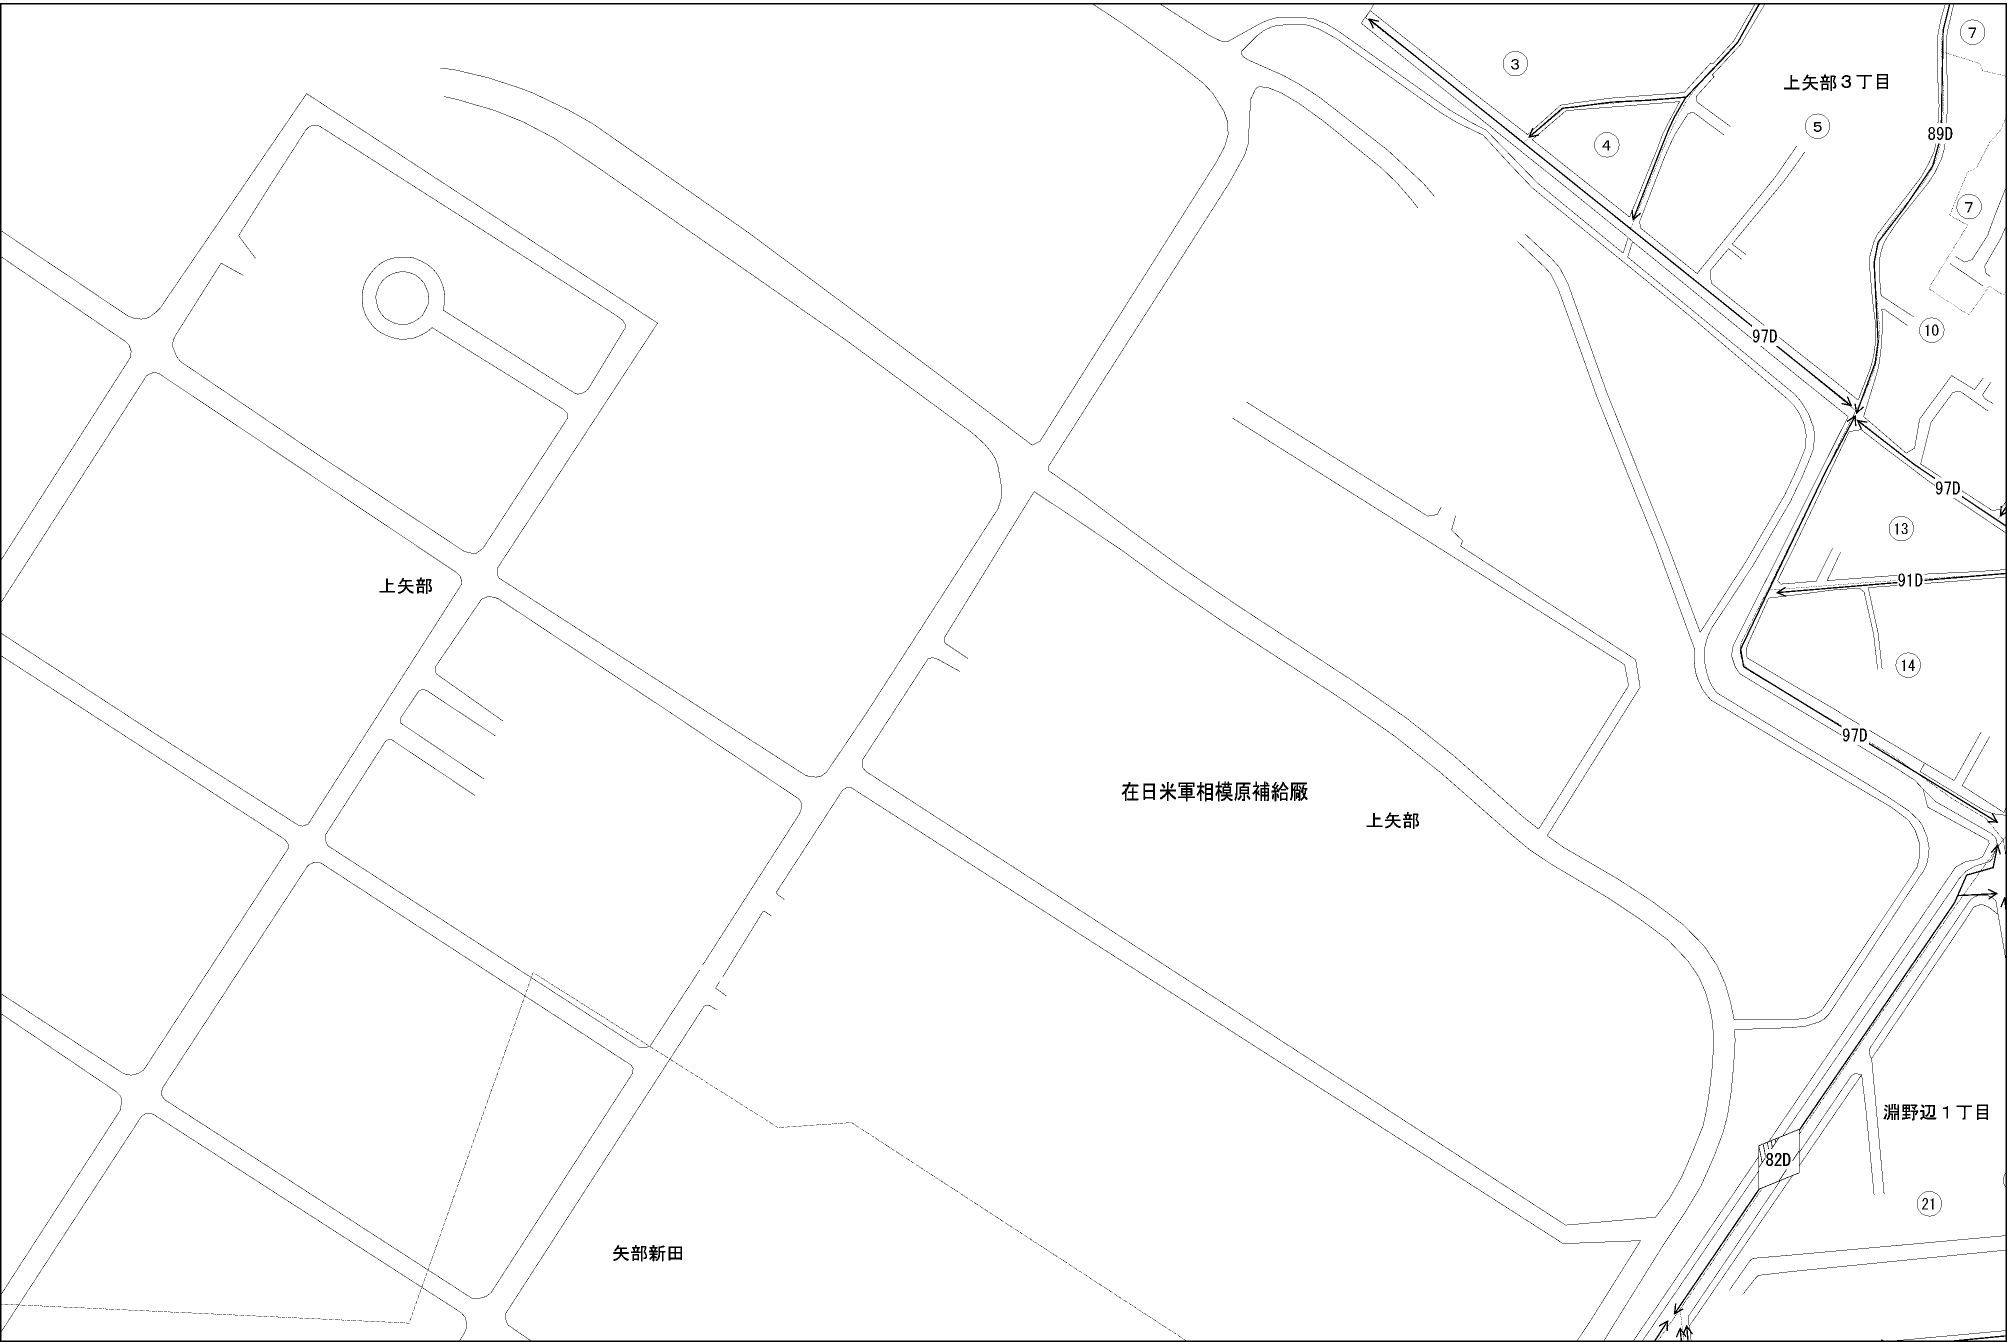 ⑦
③
上矢部３丁目
⑤
89D
④
⑦
⑩
97D
97D
⑬
91D
上矢部
⑭
97D
在日米軍相模原補給廠
上矢部
淵野辺１丁目
82D
㉑
矢部新田